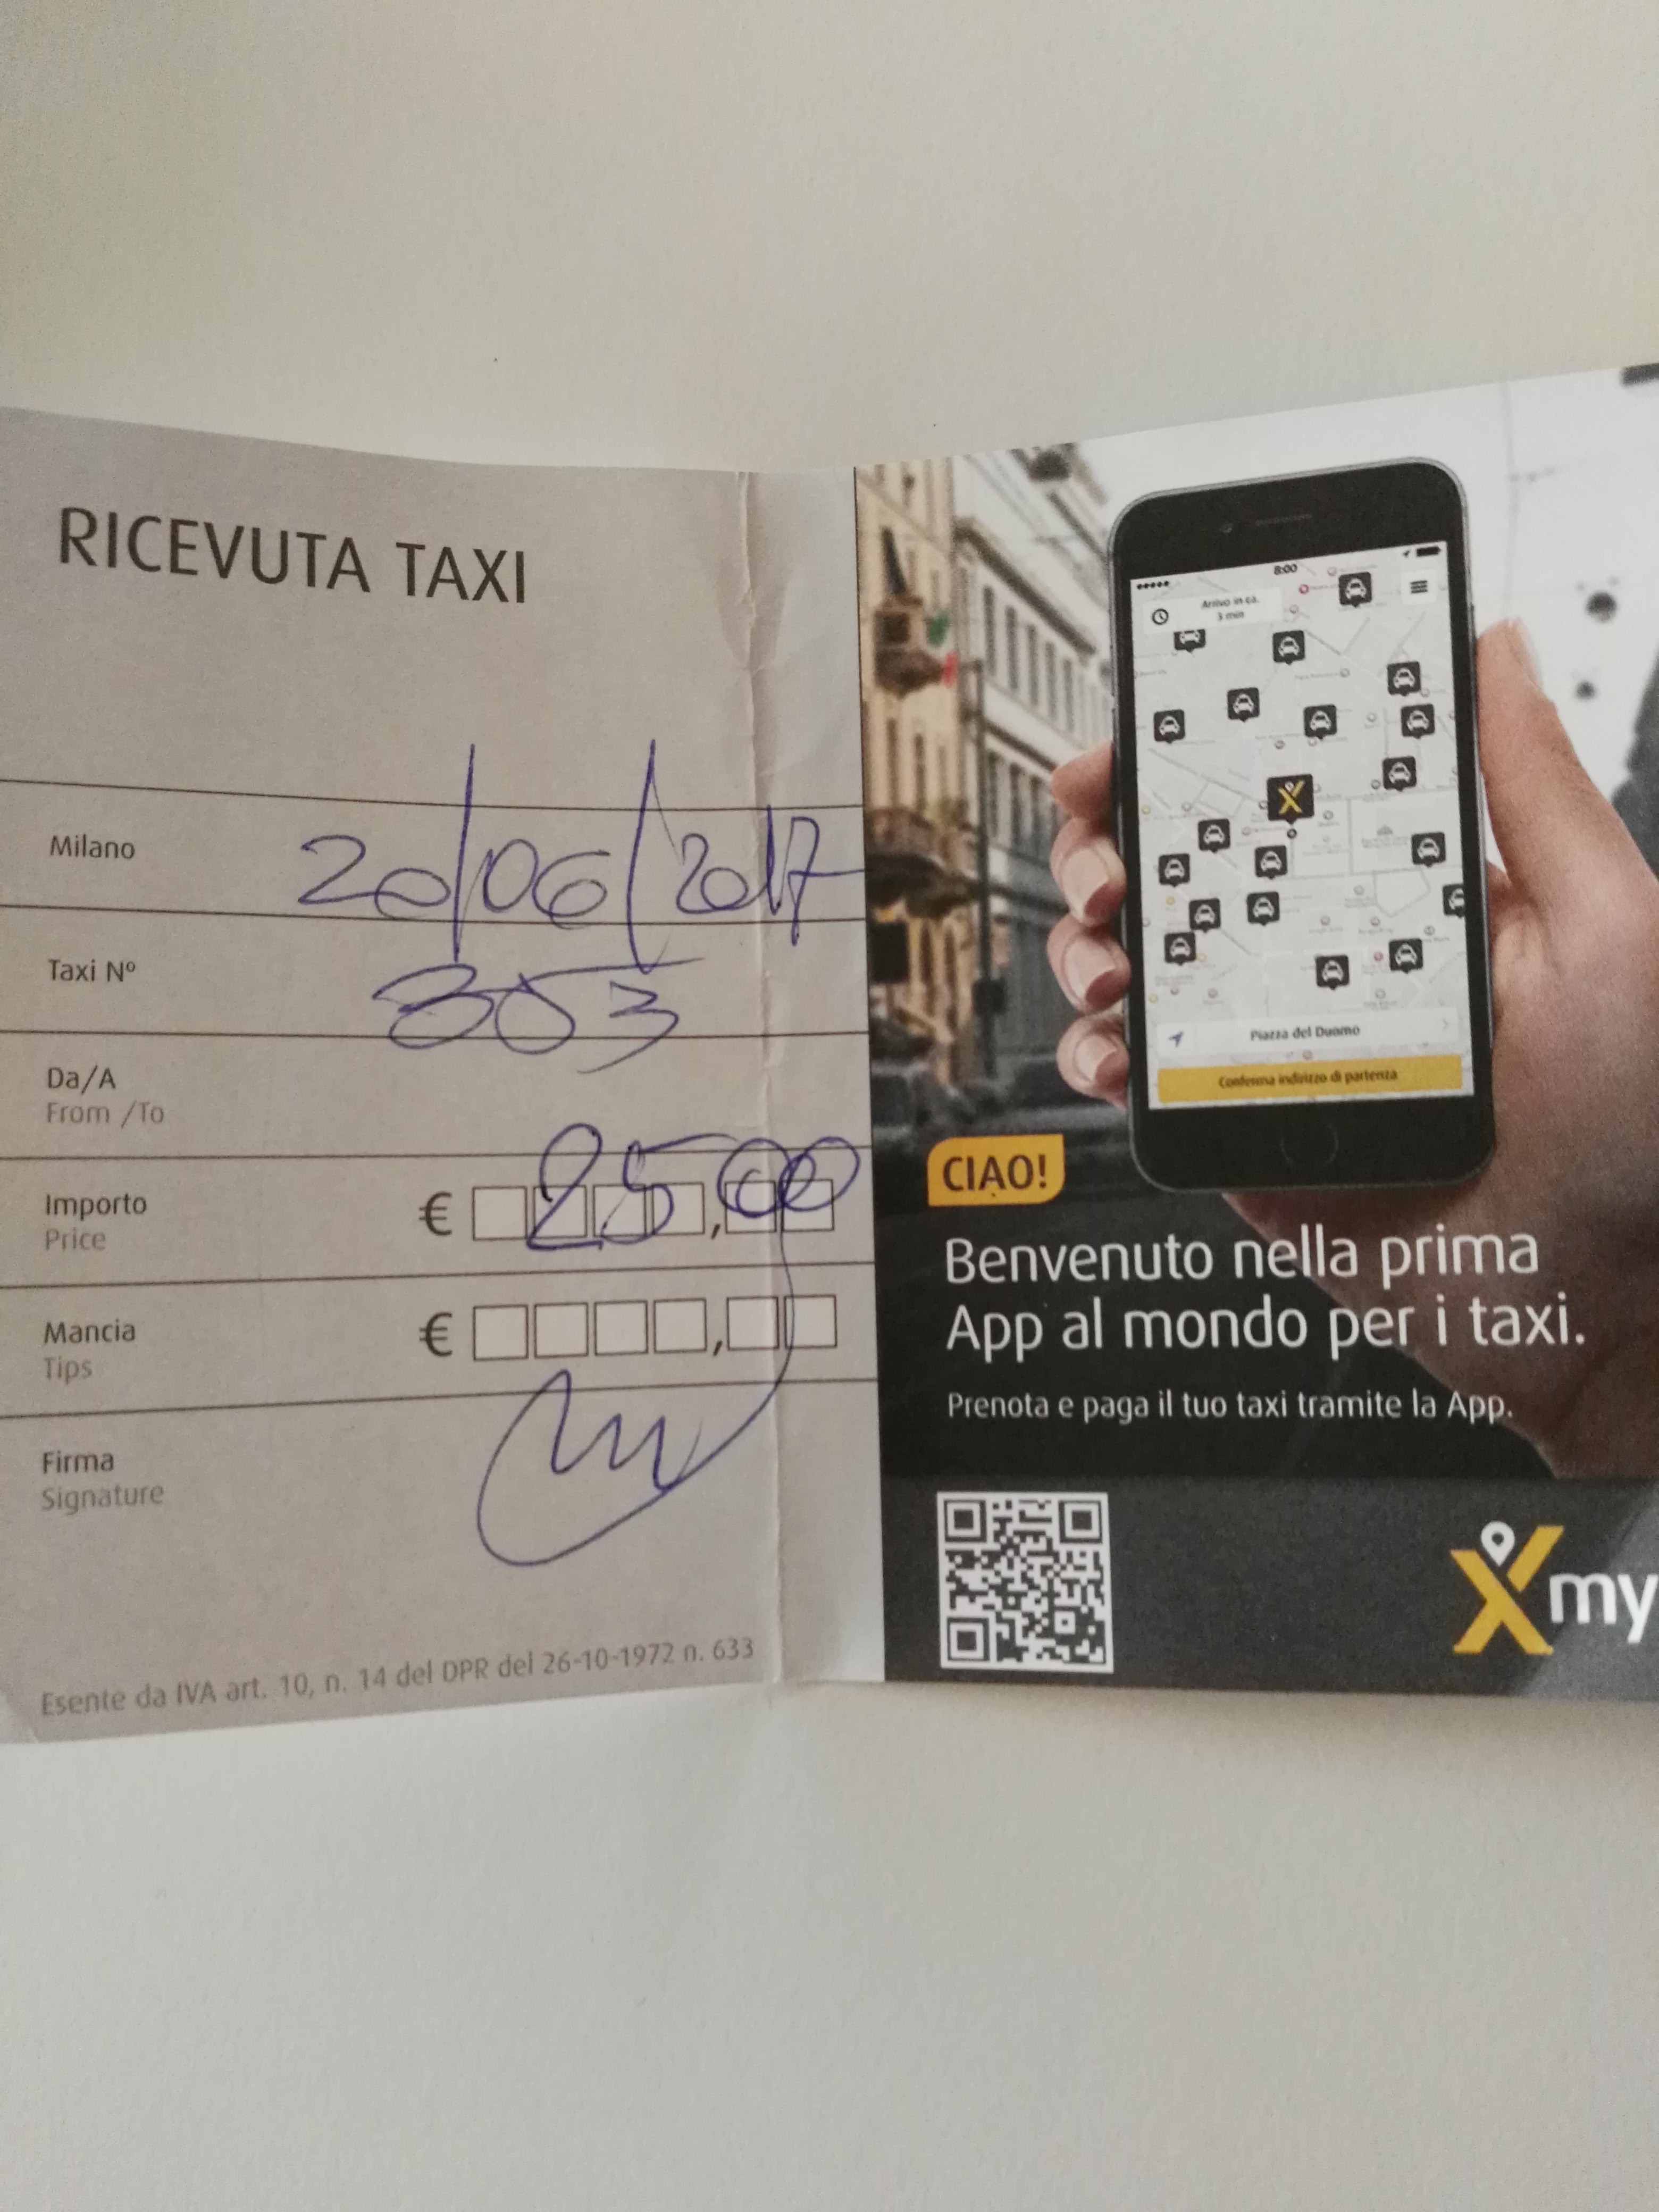 RICEVUTA TAXI
Milano 20/06/2017
Taxi Nº 353
Da/A
From /To
Importo
Price
€ 25,00
Mancia
Tips
€ ,
Firma
Signature
Esente da IVA art. 10, n. 14 del DPR del 26-10-1972 n. 633
8:00
Arrivo in ca.
3 min
Piazza del Duomo
Conferma indirizzo di partenza
CIAO!
Benvenuto nella prima
App al mondo per i taxi.
Prenota e paga il tuo taxi tramite la App.
my